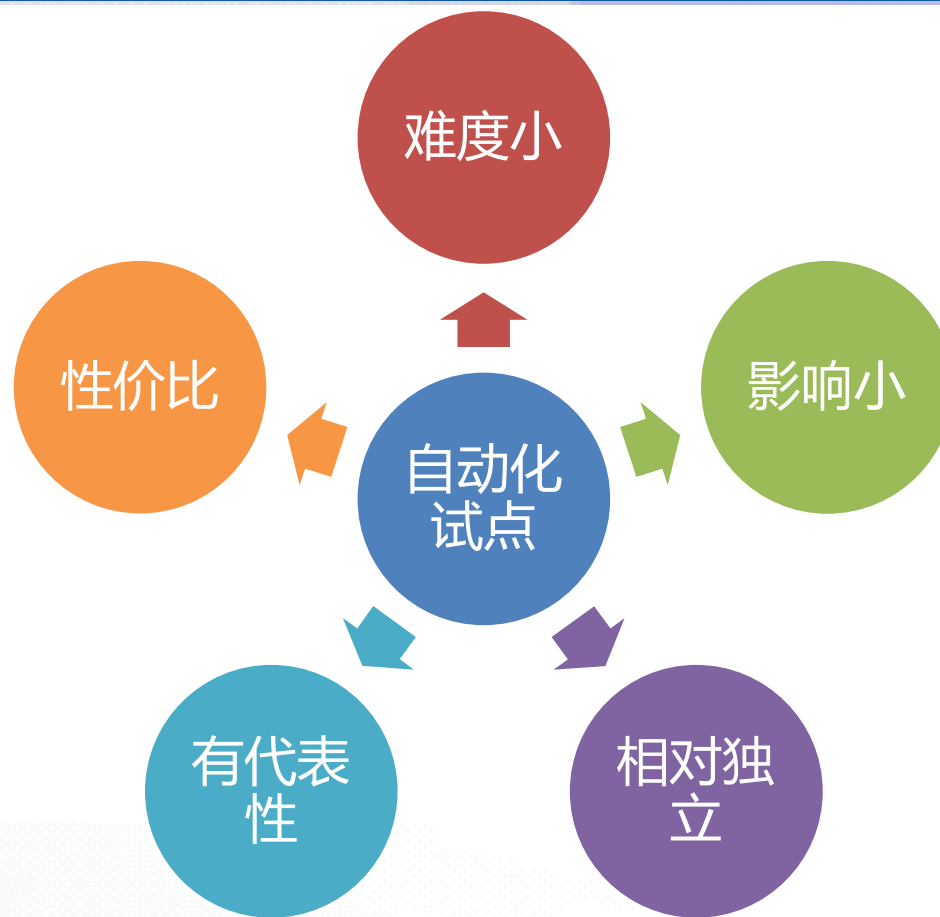 难度小
性价比
影响小
自动化
试点
有代表
性
相对独
立